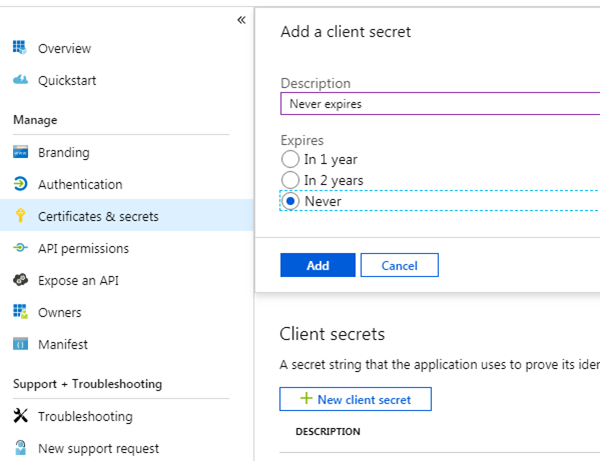 «
Overview
Quickstart
Manage
Branding
Authentication
Certificates & secrets
API permissions
Expose an API
Owners
Manifest
Support + Troubleshooting
Troubleshooting
New support request
Add a client secret
Description
Never expires
Expires
In 1 year
In 2 years
Never
Add Cancel
Client secrets
A secret string that the application uses to prove its iden
+ New client secret
DESCRIPTION